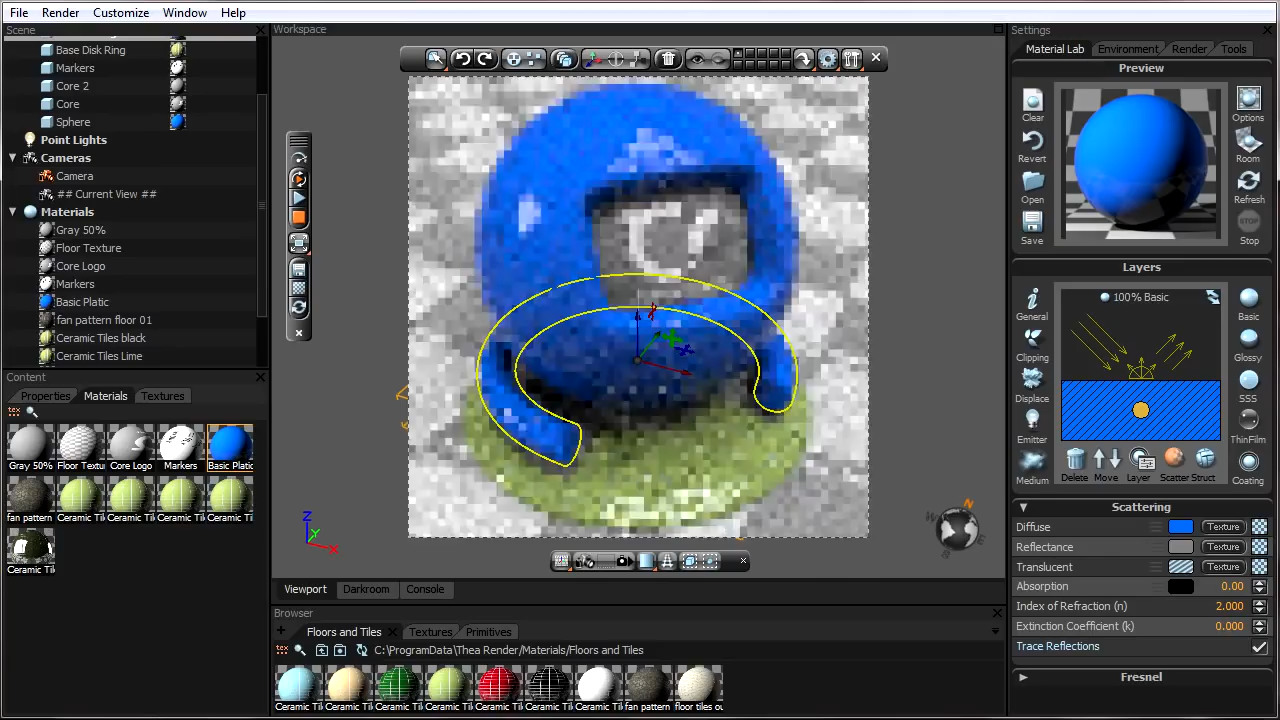 File Render Customize Window Help
Scene
Workspace
Settings
Base Disk Ring
Markers
Core 2
Core
Sphere
Point Lights
Cameras
Camera
## Current View ##
Materials
Gray 50%
Floor Texture
Core Logo
Markers
Basic Platic
fan pattern floor 01
Ceramic Tiles black
Ceramic Tiles Lime
Content
Properties Materials Textures
Gray 50% Floor Textu Core Logo Markers Basic Platic
fan pattern Ceramic Til Ceramic Til Ceramic Til Ceramic Til
Ceramic Til
Z
Y
X
N
E
Viewport Darkroom Console
Browser
Floors and Tiles Textures Primitives
C:\ProgramData\Thea Render/Materials/Floors and Tiles
Ceramic Til Ceramic Til Ceramic Til Ceramic Til Ceramic Til Ceramic Til Ceramic Til fan pattern floor tiles ou
Material Lab Environment Render Tools
Preview
Clear
Revert
Open
Save
Options
Room
Refresh
STOP
Stop
Layers
General
Clipping
Displace
Emitter
Medium
100% Basic
Delete Move Layer Scatter Struct
Basic
Glossy
SSS
ThinFilm
Coating
Scattering
Diffuse Texture
Reflectance Texture
Translucent Texture
Absorption 0.00
Index of Refraction (n) 2.000
Extinction Coefficient (k) 0.000
Trace Reflections
Fresnel